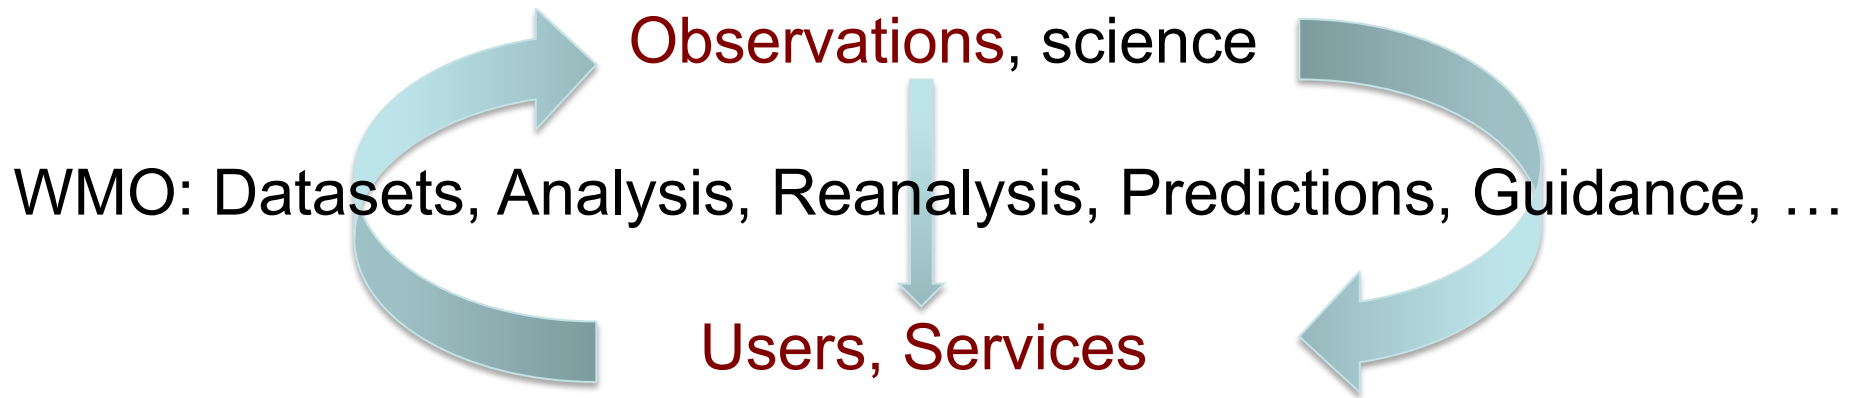 Observations, science
WMO: Datasets, Analysis, Reanalysis, Predictions, Guidance, …
Users, Services